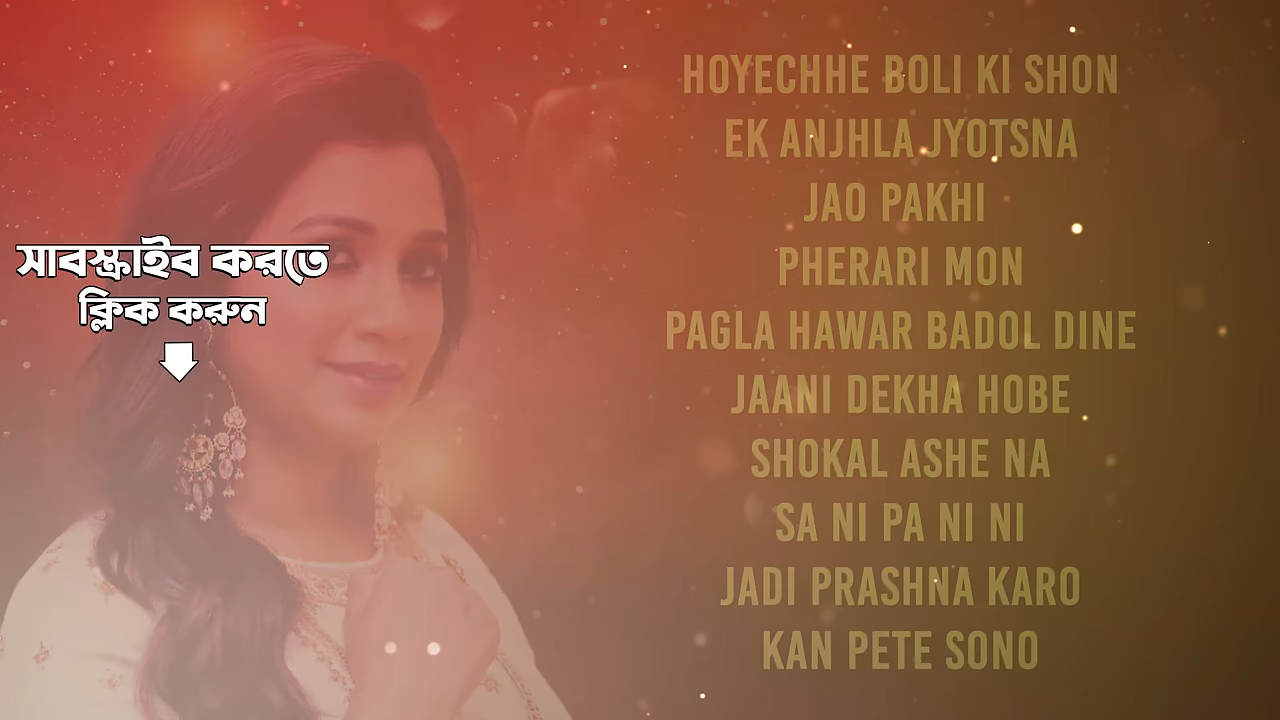 সাবস্ক্রাইব করতে
ক্লিক করুন
HOYECHHE BOLI KI SHON
EK ANJHLA JYOTSNA
JAO PAKHI
PHERARI MON
PAGLA HAWAR BADOL DINE
JAANI DEKHA HOBE
SHOKAL ASHE NA
SA NI PA NI NI
JADI PRASHNA KARO
KAN PETE SONO